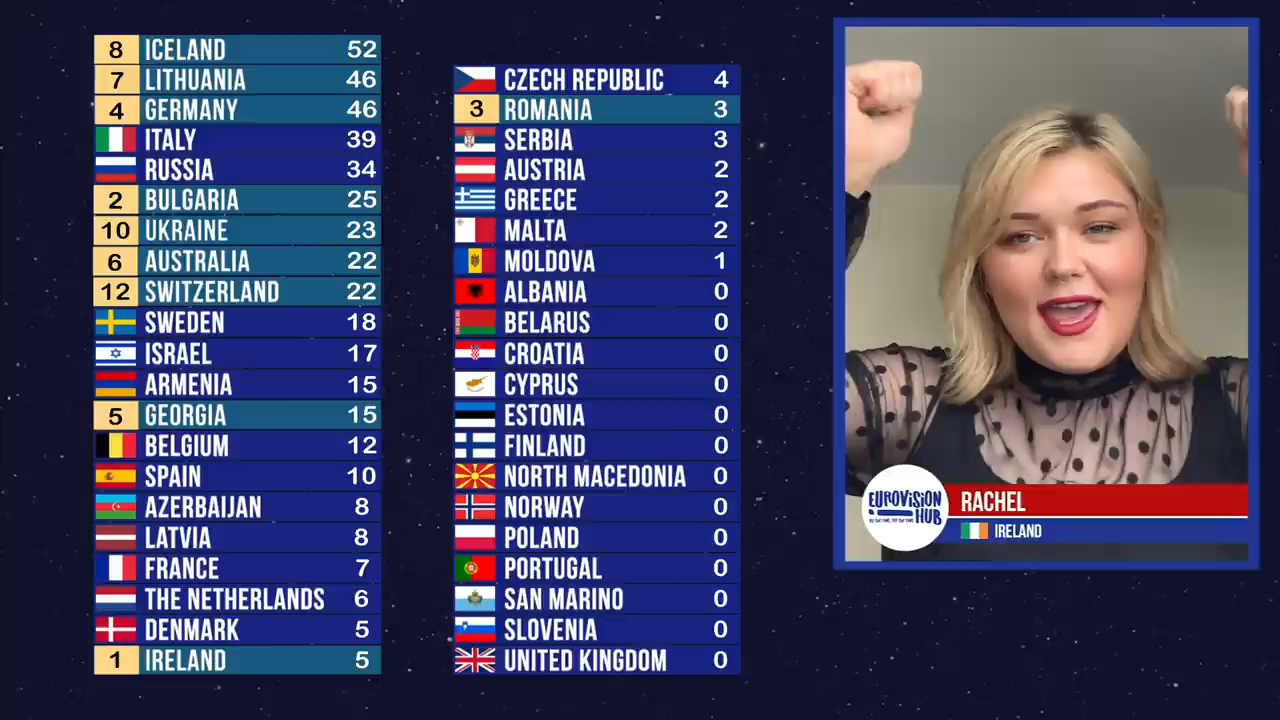 8 ICELAND 52
7 LITHUANIA 46
4 GERMANY 46
ITALY 39
RUSSIA 34
2 BULGARIA 25
10 UKRAINE 23
6 AUSTRALIA 22
12 SWITZERLAND 22
SWEDEN 18
ISRAEL 17
ARMENIA 15
5 GEORGIA 15
BELGIUM 12
SPAIN 10
AZERBAIJAN 8
LATVIA 8
FRANCE 7
THE NETHERLANDS 6
DENMARK 5
1 IRELAND 5
CZECH REPUBLIC 4
3 ROMANIA 3
SERBIA 3
AUSTRIA 2
GREECE 2
MALTA 2
MOLDOVA 1
ALBANIA 0
BELARUS 0
CROATIA 0
CYPRUS 0
ESTONIA 0
FINLAND 0
NORTH MACEDONIA 0
NORWAY 0
POLAND 0
PORTUGAL 0
SAN MARINO 0
SLOVENIA 0
UNITED KINGDOM 0
EUROVISION
HUB
RACHEL
IRELAND